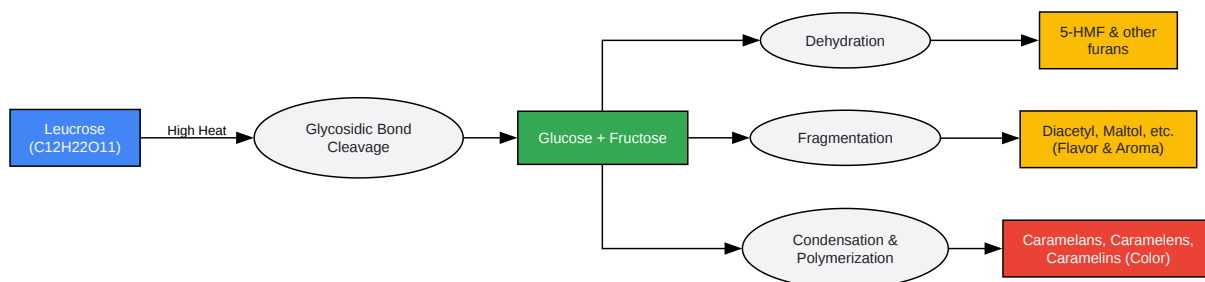 Leucrose
(C12H22O11)
High Heat
Glycosidic Bond
Cleavage
Glucose + Fructose
Dehydration
5-HMF & other
furans
Fragmentation
Diacetyl, Maltol, etc.
(Flavor & Aroma)
Condensation &
Polymerization
Caramelans, Caramelens,
Caramelins (Color)